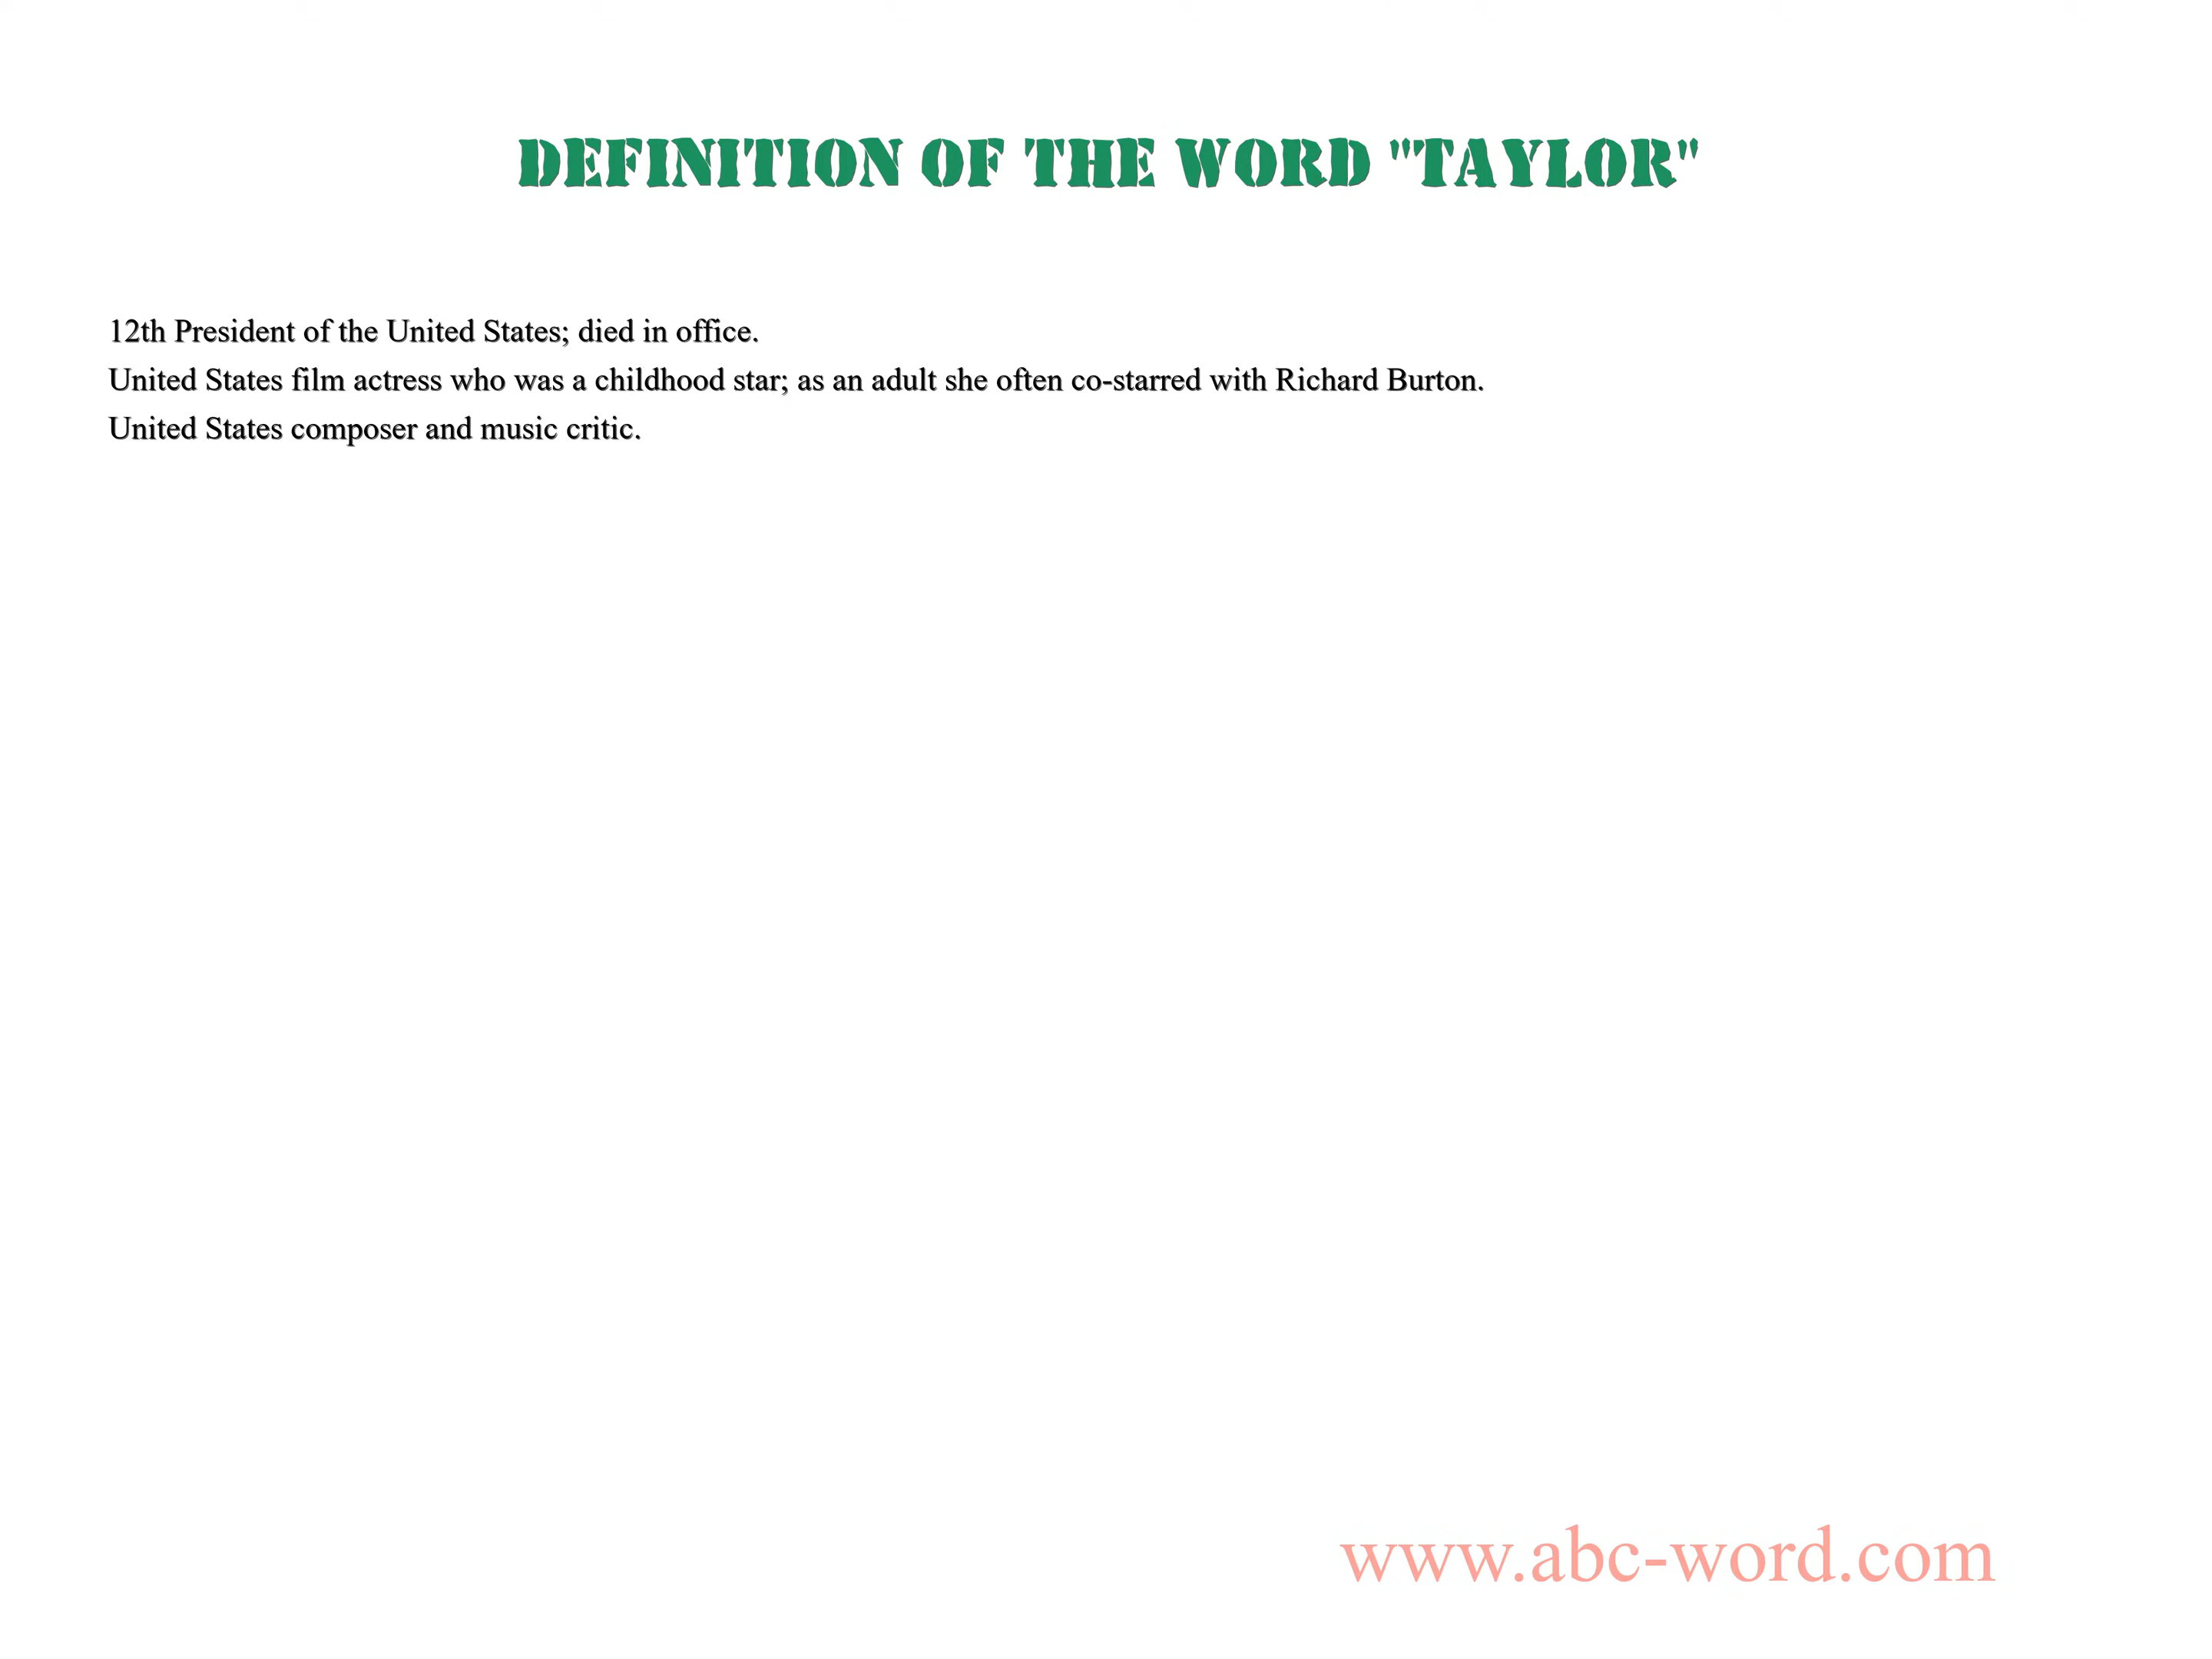 DEFINITION OF THE WORD "TAYLOR"
12th President of the United States; died in office.
United States film actress who was a childhood star; as an adult she often co-starred with Richard Burton.
United States composer and music critic.
www.abc-word.com